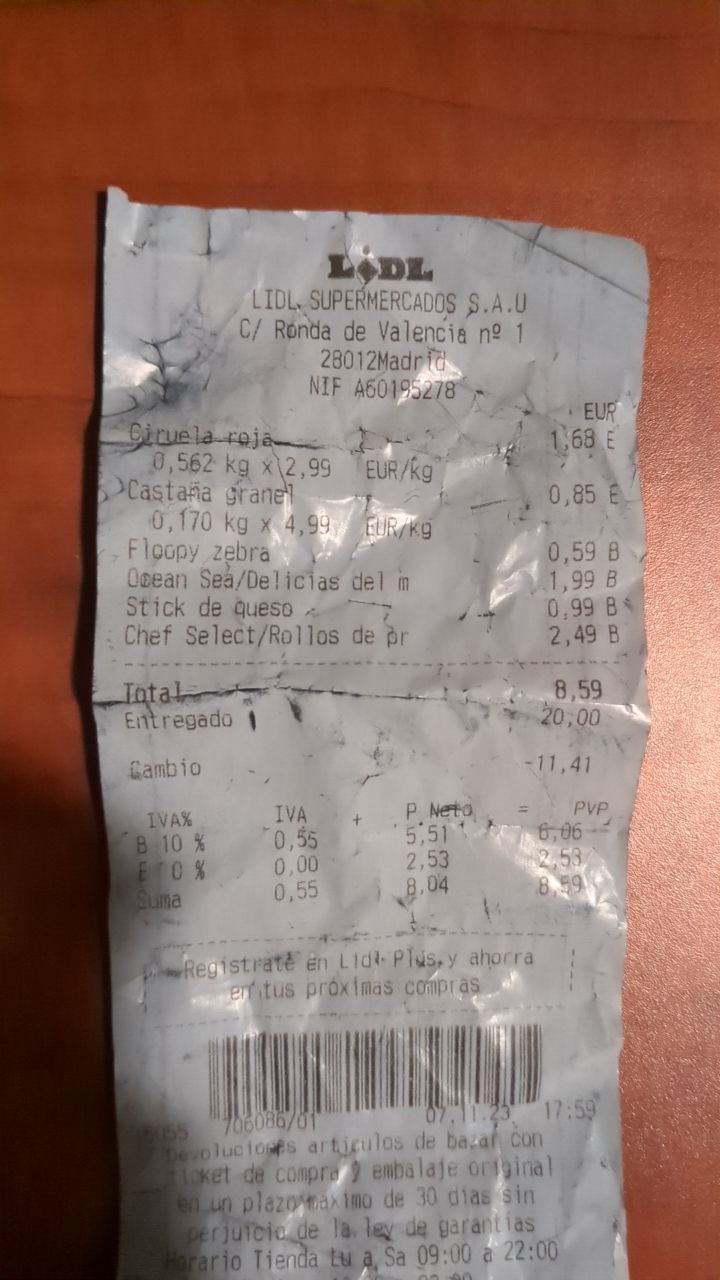 LIDL
LIDL SUPERMERCADOS S.A.U
C/ Ronda de Valencia nº 1
28012Madrid
NIF A60195278
EUR
Ciruela roja 1,68 E
0,562 kg x 2,99 EUR/kg
Castaña granel 0,85 E
0,170 kg x 4,99 EUR/kg
Floopy zebra 0,59 B
Ocean Sea/Delicias del m 1,99 B
Stick de queso 0,99 B
Chef Select/Rollos de pr 2,49 B
Total 8,59
Entregado 20,00
Cambio -11,41
IVA% IVA + P Neto = PVP
B 10 % 0,55 5,51 6,06
E 0 % 0,00 2,53 2,53
Suma 0,55 8,04 8,59
Registrate en Lidl Plus y ahorra
en tus próximas compras
706086/01 07.11.23 17:59
Devoluciones artículos de bazar con
ticket de compra y embalaje original
en un plazo máximo de 30 días sin
perjuicio de la ley de garantías
Horario Tienda Lu a Sa 09:00 a 22:00